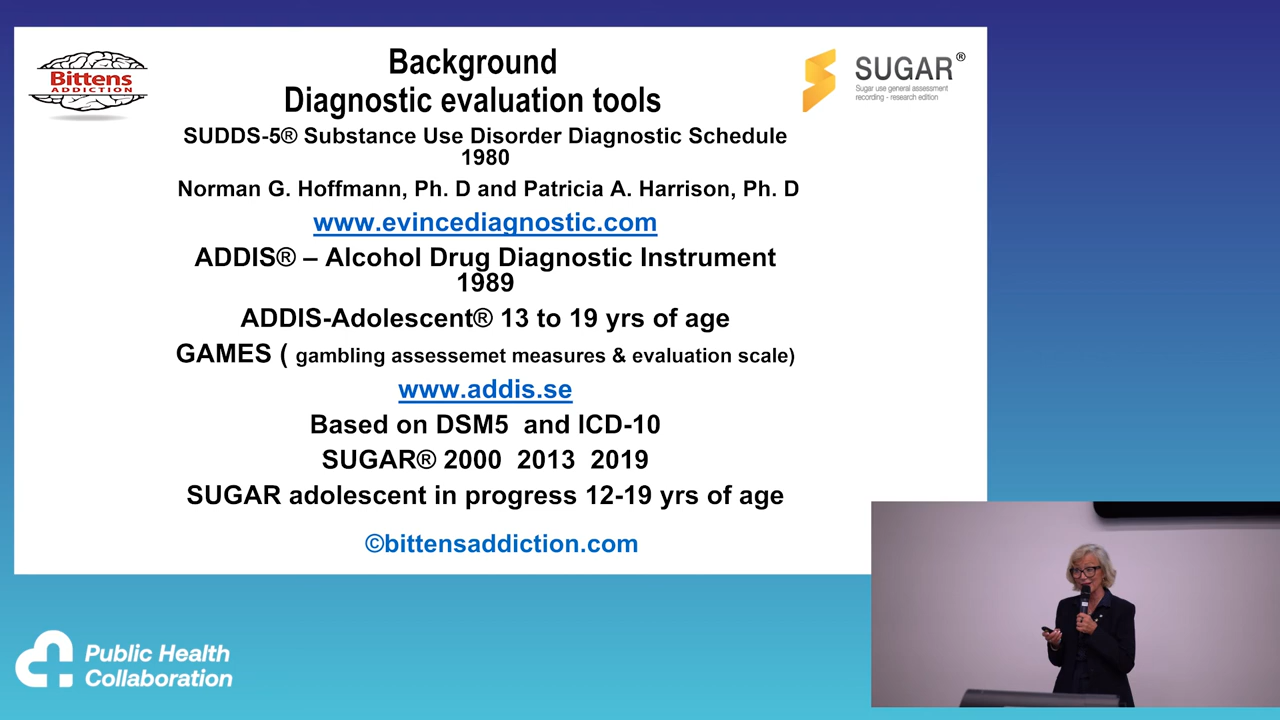 Bittens
ADDICTION
Background
Diagnostic evaluation tools
SUGAR®
Sugar use general assessment
recording - research edition
SUDDS-5® Substance Use Disorder Diagnostic Schedule
1980
Norman G. Hoffmann, Ph. D and Patricia A. Harrison, Ph. D
www.evincediagnostic.com
ADDIS® – Alcohol Drug Diagnostic Instrument
1989
ADDIS-Adolescent® 13 to 19 yrs of age
GAMES ( gambling assessemet measures & evaluation scale)
www.addis.se
Based on DSM5 and ICD-10
SUGAR® 2000 2013 2019
SUGAR adolescent in progress 12-19 yrs of age
©bittensaddiction.com
Public Health
Collaboration